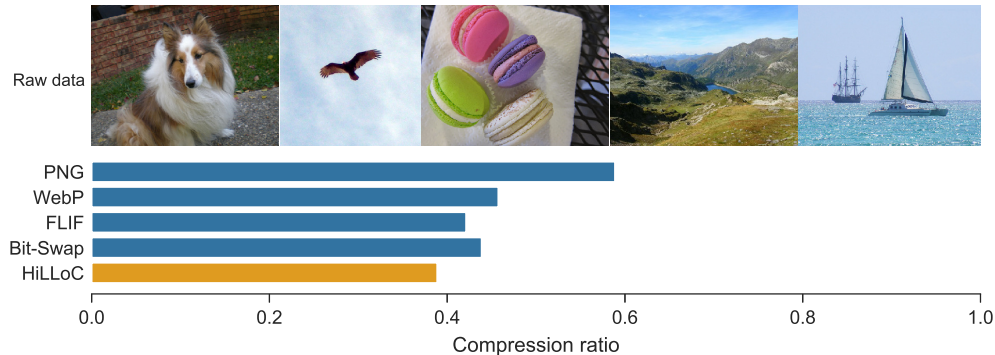 Raw data
PNG
WebP
FLIF
Bit-Swap
HiLLoC
0.0 0.2 0.4 0.6 0.8 1.0
Compression ratio